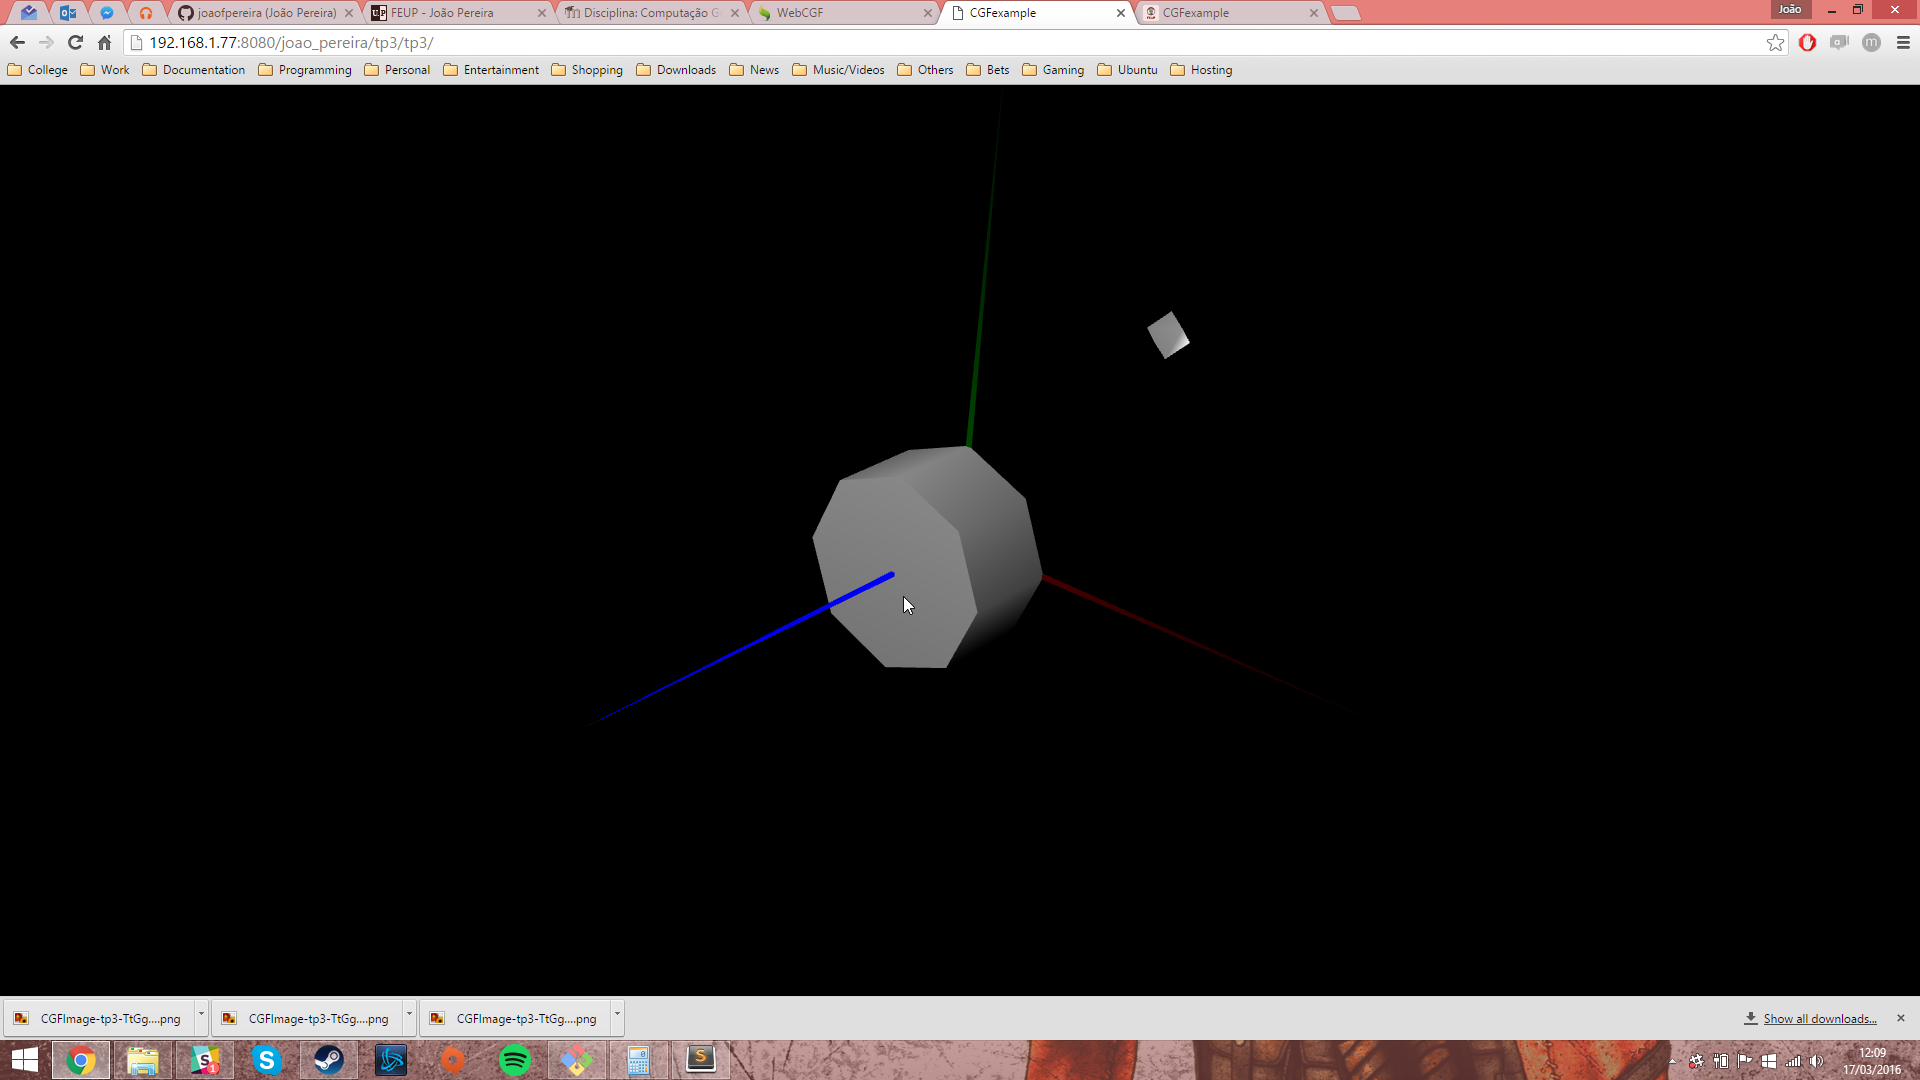 joaofpereira (João Pereira)
FEUP - João Pereira
Disciplina: Computação G
WebCGF
CGFexample
CGFexample
João
192.168.1.77:8080/joao_pereira/tp3/tp3/
College Work Documentation Programming Personal Entertainment Shopping Downloads News Music/Videos Others Bets Gaming Ubuntu Hosting
CGFImage-tp3-TtGg....png
CGFImage-tp3-TtGg....png
CGFImage-tp3-TtGg....png
Show all downloads...
12:09
17/03/2016